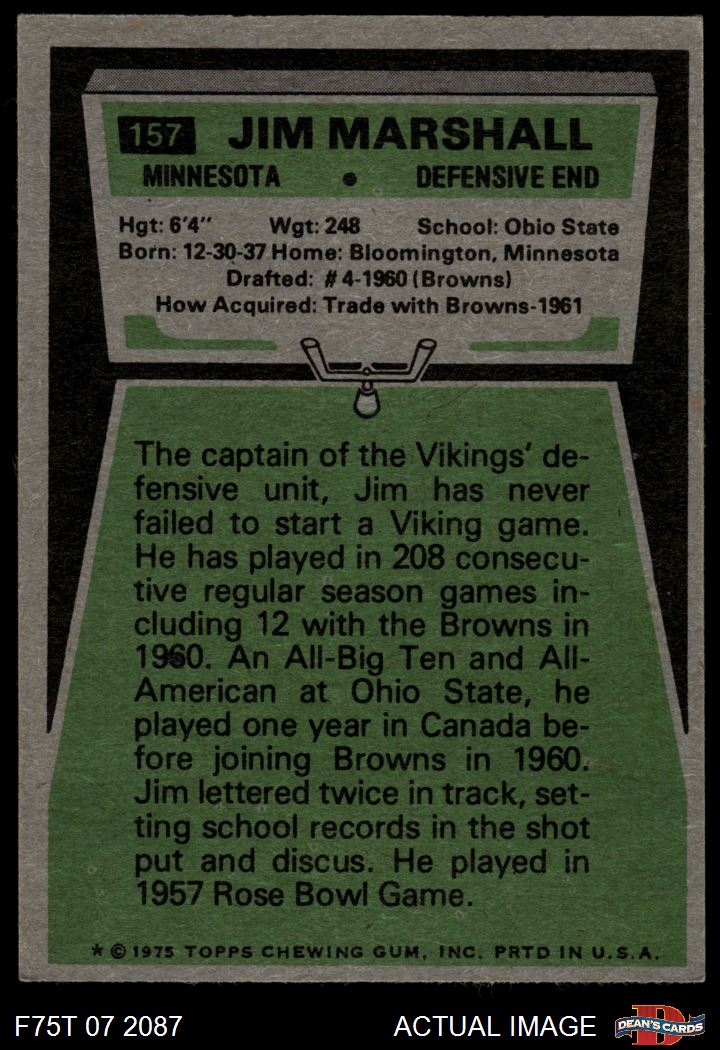 157 JIM MARSHALL
MINNESOTA • DEFENSIVE END
Hgt: 6'4" Wgt: 248 School: Ohio State
Born: 12-30-37 Home: Bloomington, Minnesota
Drafted: #4-1960 (Browns)
How Acquired: Trade with Browns-1961
The captain of the Vikings' de-
fensive unit, Jim has never
failed to start a Viking game.
He has played in 208 consecu-
tive regular season games in-
cluding 12 with the Browns in
1960. An All-Big Ten and All-
American at Ohio State, he
played one year in Canada be-
fore joining Browns in 1960.
Jim lettered twice in track, set-
ting school records in the shot
put and discus. He played in
1957 Rose Bowl Game.
* © 1975 TOPPS CHEWING GUM, INC. PRTD IN U.S.A.
F75T 07 2087 ACTUAL IMAGE D DEAN'S CARDS